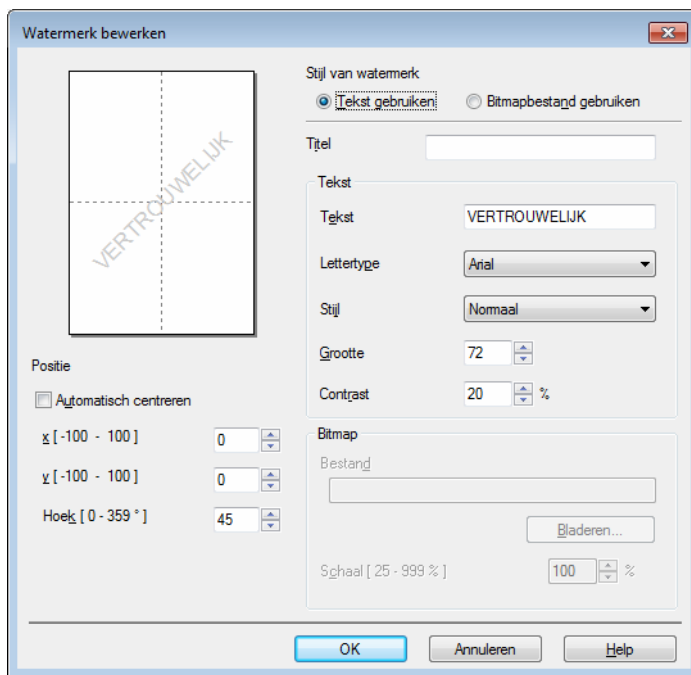 Watermerk bewerken
VERTROUWELIJK
Positie
Automatisch centreren
x [ -100 - 100 ] 0
y [ -100 - 100 ] 0
Hoek [ 0 - 359 ° ] 45
Stijl van watermerk
Tekst gebruiken Bitmapbestand gebruiken
Titel
Tekst
Tekst VERTROUWELIJK
Lettertype Arial
Stijl Normaal
Grootte 72
Contrast 20 %
Bitmap
Bestand
Bladeren...
Schaal [ 25 - 999 % ] 100 %
OK Annuleren Help